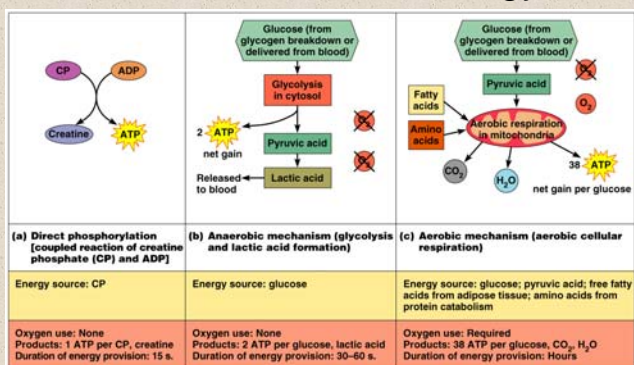 CP
ADP
Creatine
ATP
Glucose (from
glycogen breakdown or
delivered from blood)
Glycolysis
in cytosol
O2
2
ATP
net gain
Pyruvic acid
O2
Released
to blood
Lactic acid
Glucose (from
glycogen breakdown or
delivered from blood)
O2
Pyruvic acid
Fatty
acids
O2
Amino
acids
Aerobic respiration
in mitochondria
38
ATP
CO2
H2O
net gain per glucose
(a) Direct phosphorylation
[coupled reaction of creatine
phosphate (CP) and ADP]
(b) Anaerobic mechanism (glycolysis
and lactic acid formation)
(c) Aerobic mechanism (aerobic cellular
respiration)
Energy source: CP
Energy source: glucose
Energy source: glucose; pyruvic acid; free fatty
acids from adipose tissue; amino acids from
protein catabolism
Oxygen use: None
Products: 1 ATP per CP, creatine
Duration of energy provision: 15 s.
Oxygen use: None
Products: 2 ATP per glucose, lactic acid
Duration of energy provision: 30–60 s.
Oxygen use: Required
Products: 38 ATP per glucose, CO2, H2O
Duration of energy provision: Hours